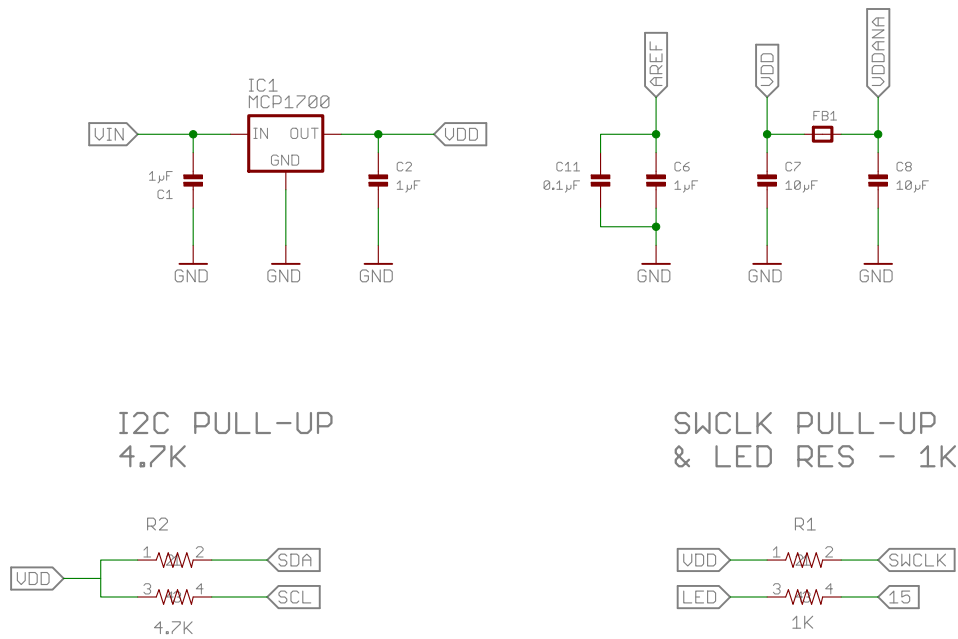 IC1
MCP1700
VIN
IN
OUT
GND
VDD
1µF
C1
C2
1µF
GND
GND
GND
AREF
VDD
VDDANA
FB1
C11
0.1µF
C6
1µF
C7
10µF
C8
10µF
GND
GND
GND
I2C PULL-UP
4.7K
SWCLK PULL-UP
& LED RES - 1K
R2
VDD
1
2
SDA
3
4
SCL
4.7K
R1
VDD
1
2
SWCLK
LED
3
4
15
1K